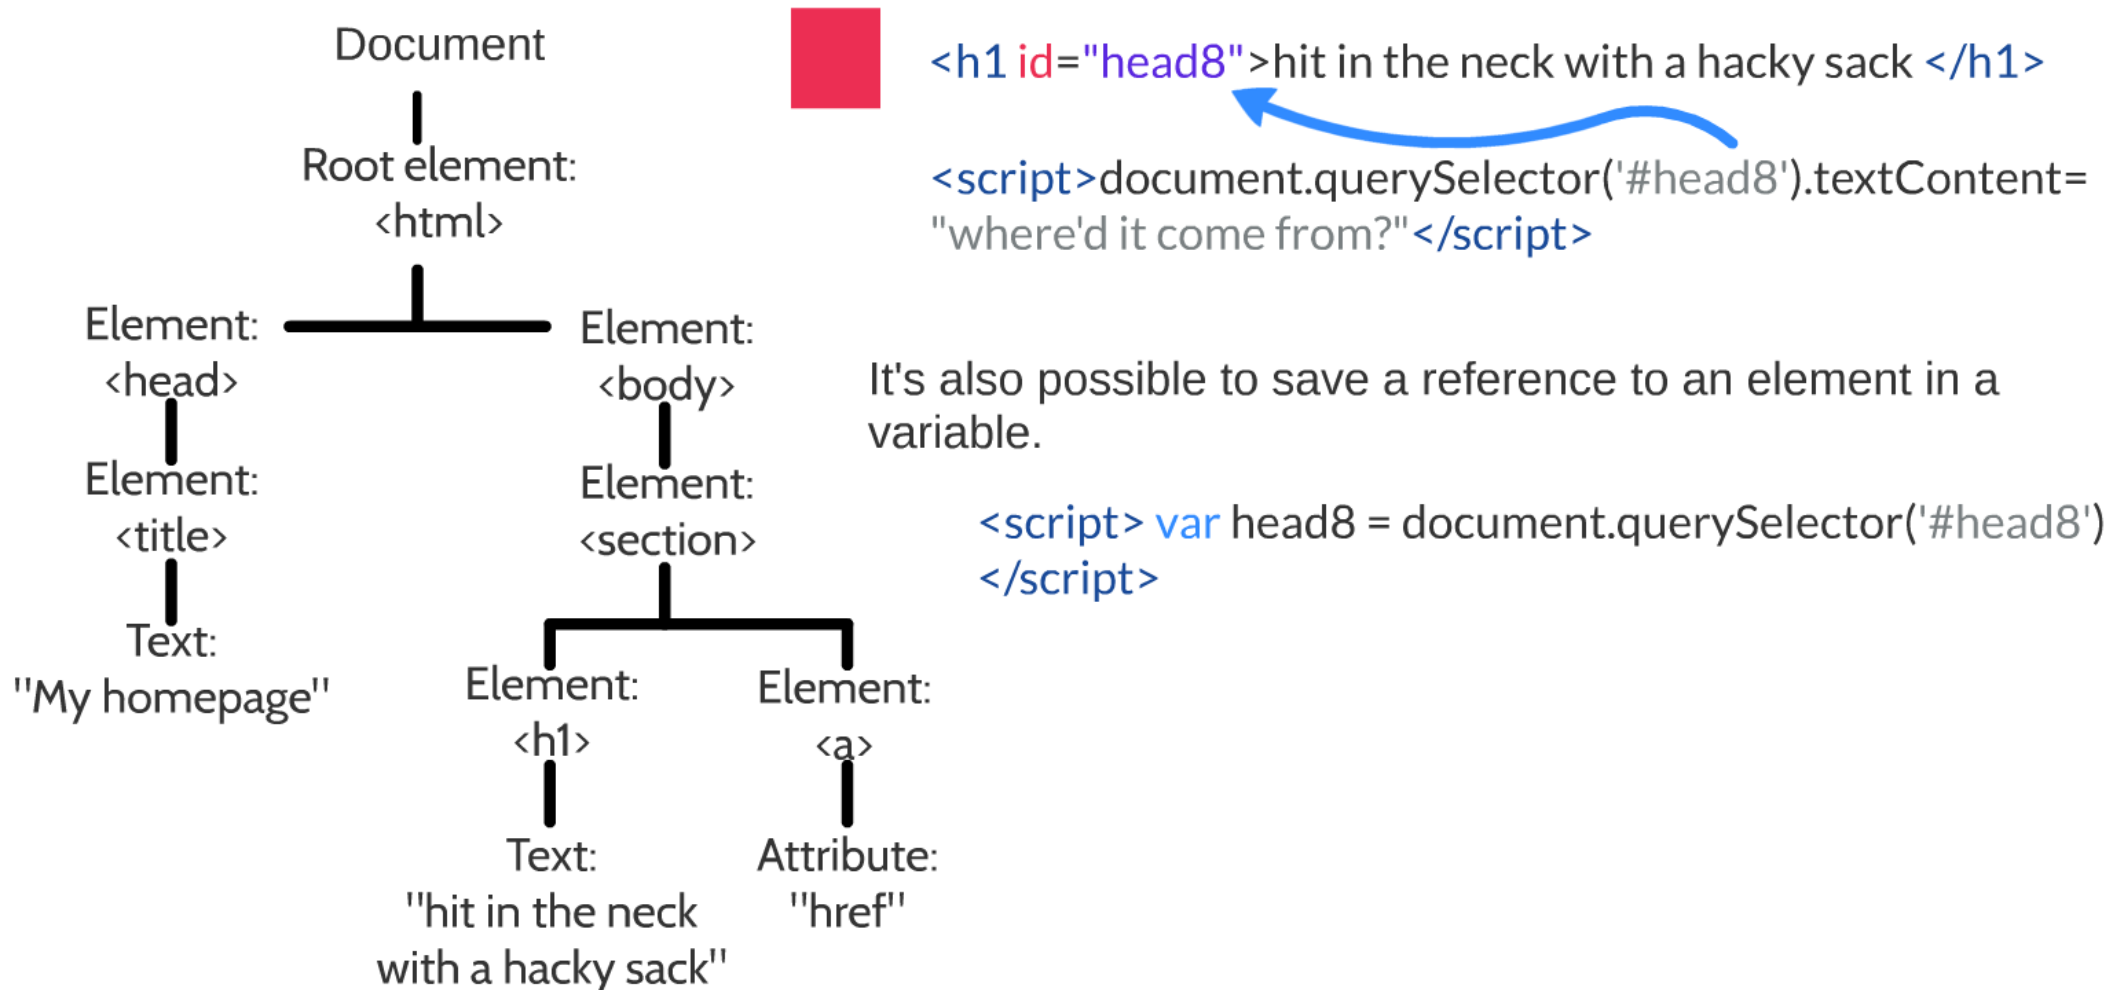 Document
Root element:
<html>
Element:
<head>
Element:
<title>
Text:
"My homepage"
Element:
<body>
Element:
<section>
Element:
<h1>
Text:
"hit in the neck
with a hacky sack"
Element:
<a>
Attribute:
"href"
<h1 id="head8">hit in the neck with a hacky sack </h1>
<script>document.querySelector('#head8').textContent=
"where'd it come from?"</script>
It's also possible to save a reference to an element in a
variable.
<script> var head8 = document.querySelector('#head8')
</script>